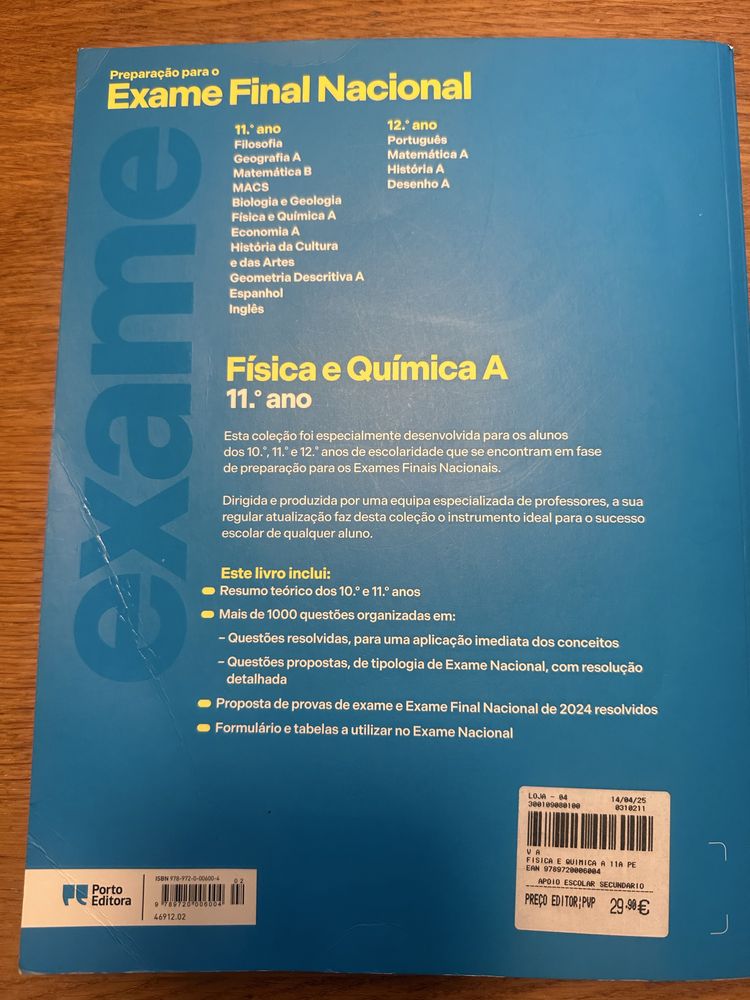 Preparação para o
Exame Final Nacional
exame
11.º ano
Filosofia
Geografia A
Matemática B
MACS
Biologia e Geologia
Física e Química A
Economia A
História da Cultura
e das Artes
Geometria Descritiva A
Espanhol
Inglês
12.º ano
Português
Matemática A
História A
Desenho A
Física e Química A
11.º ano
Esta coleção foi especialmente desenvolvida para os alunos
dos 10.º, 11.º e 12.º anos de escolaridade que se encontram em fase
de preparação para os Exames Finais Nacionais.
Dirigida e produzida por uma equipa especializada de professores, a sua
regular atualização faz desta coleção o instrumento ideal para o sucesso
escolar de qualquer aluno.
Este livro inclui:
Resumo teórico dos 10.º e 11.º anos
Mais de 1000 questões organizadas em:
– Questões resolvidas, para uma aplicação imediata dos conceitos
– Questões propostas, de tipologia de Exame Nacional, com resolução
detalhada
Proposta de provas de exame e Exame Final Nacional de 2024 resolvidos
Formulário e tabelas a utilizar no Exame Nacional
LOJA - 04 14/04/25
300109080100 0310211
V A
FISICA E QUIMICA A 11A PE
EAN 9789720006004
APOIO ESCOLAR SECUNDARIO
PREÇO EDITOR¦PVP 29,90€
Porto
Editora
ISBN 978-972-0-00600-4
02
9 789720 006004
46912.02